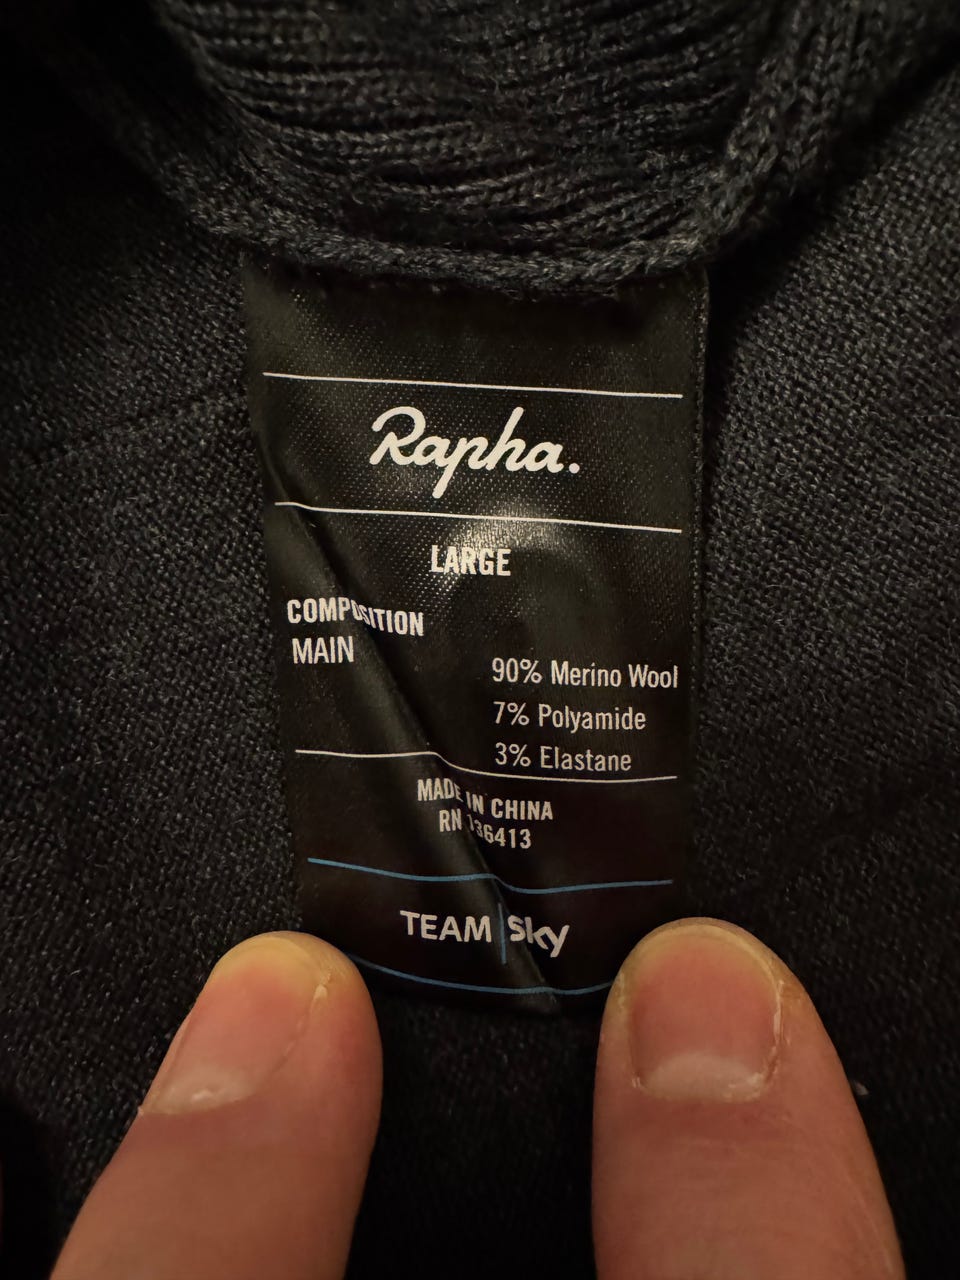 Rapha.
LARGE
COMPOSITION
MAIN
90% Merino Wool
7% Polyamide
3% Elastane
MADE IN CHINA
RN 136413
TEAM sky